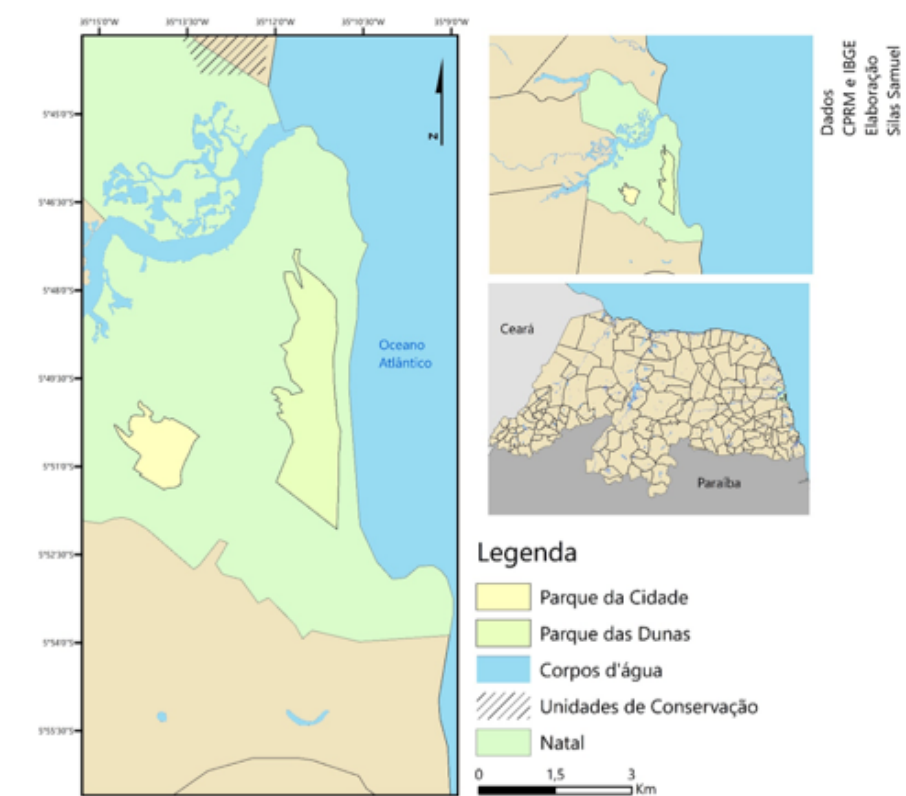 35°15'0"W
35°13'30"W
35°12'0"W
35°10'30"W
35°9'0"W
5°45'0"S
5°46'30"S
5°48'0"S
5°49'30"S
5°51'0"S
5°52'30"S
5°54'0"S
5°55'30"S
N
Oceano
Atlântico
Dados
CPRM e IBGE
Elaboração
Silas Samuel
Ceará
Paraíba
Legenda
Parque da Cidade
Parque das Dunas
Corpos d'água
Unidades de Conservação
Natal
0 1,5 3
Km